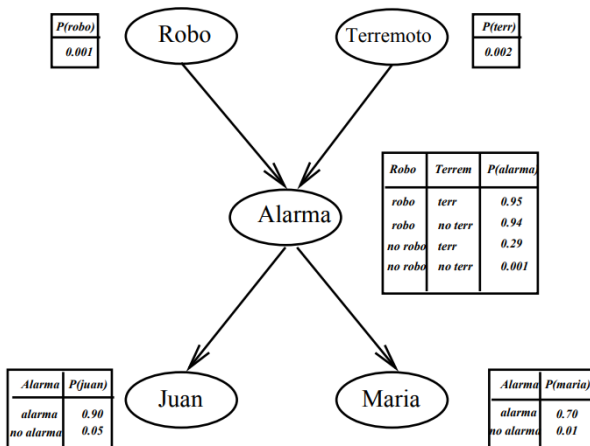 P(robo)
0.001
Robo
Terremoto
P(terr)
0.002
Alarma
Robo Terrem P(alarma)
robo terr 0.95
robo no terr 0.94
no robo terr 0.29
no robo no terr 0.001
Alarma P(juan)
alarma 0.90
no alarma 0.05
Juan
Maria
Alarma P(maria)
alarma 0.70
no alarma 0.01